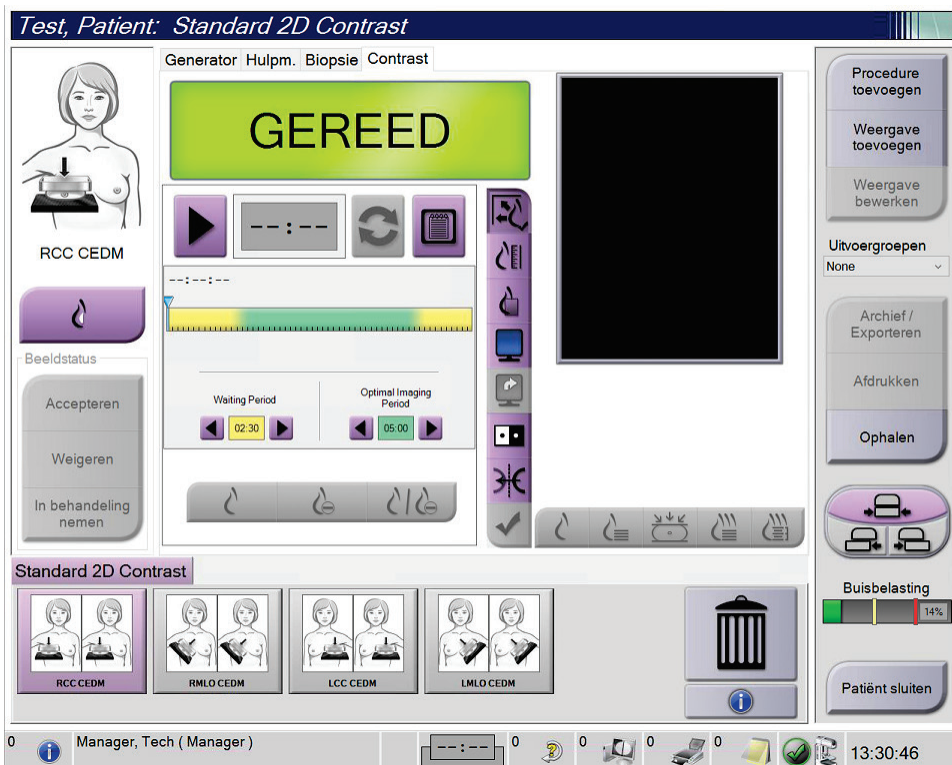 Test, Patient: Standard 2D Contrast
Generator Hulpm. Biopsie Contrast
GEREED
--:--
--:--:--
Waiting Period
Optimal Imaging
Period
02:30
05:00
RCC CEDM
Beeldstatus
Accepteren
Weigeren
In behandeling
nemen
Procedure
toevoegen
Weergave
toevoegen
Weergave
bewerken
Uitvoergroepen
None
Archief /
Exporteren
Afdrukken
Ophalen
Buisbelasting
14%
Patiënt sluiten
Standard 2D Contrast
RCC CEDM
RMLO CEDM
LCC CEDM
LMLO CEDM
0 Manager, Tech ( Manager ) --:-- 0 0 0 0 13:30:46